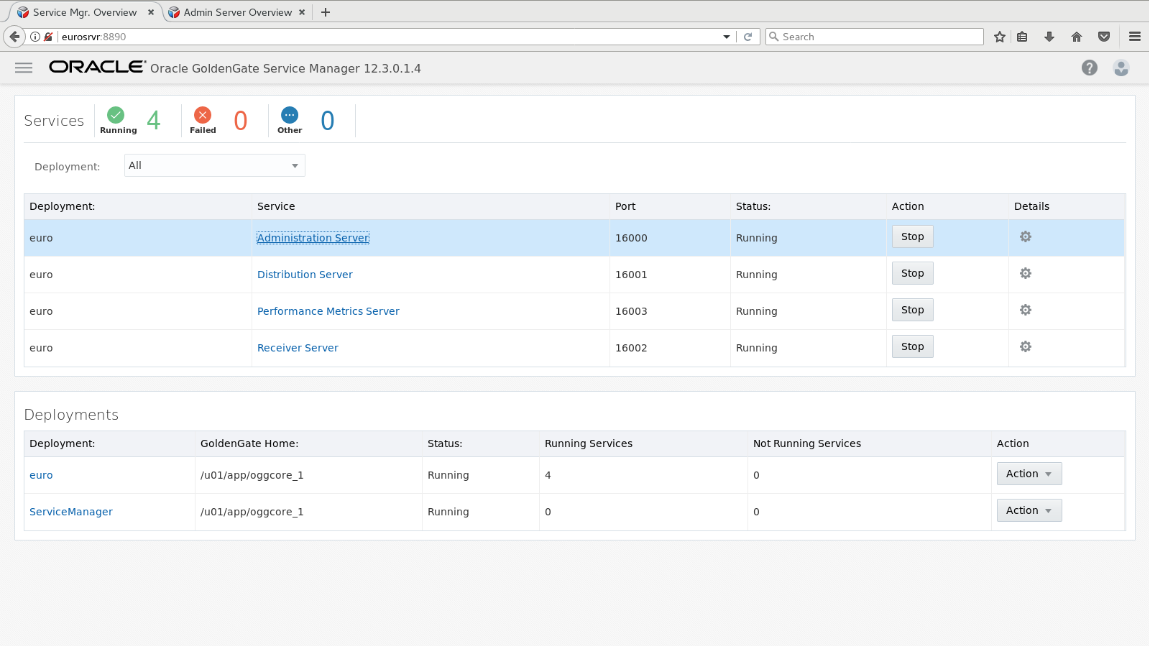 Service Mgr. Overview × Admin Server Overview × +
eurosrvr:8890 Search
ORACLE Oracle GoldenGate Service Manager 12.3.0.1.4
Services Running 4 Failed 0 Other 0
Deployment: All
Deployment: Service Port Status: Action Details
euro Administration Server 16000 Running Stop
euro Distribution Server 16001 Running Stop
euro Performance Metrics Server 16003 Running Stop
euro Receiver Server 16002 Running Stop
Deployments
Deployment: GoldenGate Home: Status: Running Services Not Running Services Action
euro /u01/app/oggcore_1 Running 4 0 Action
ServiceManager /u01/app/oggcore_1 Running 0 0 Action